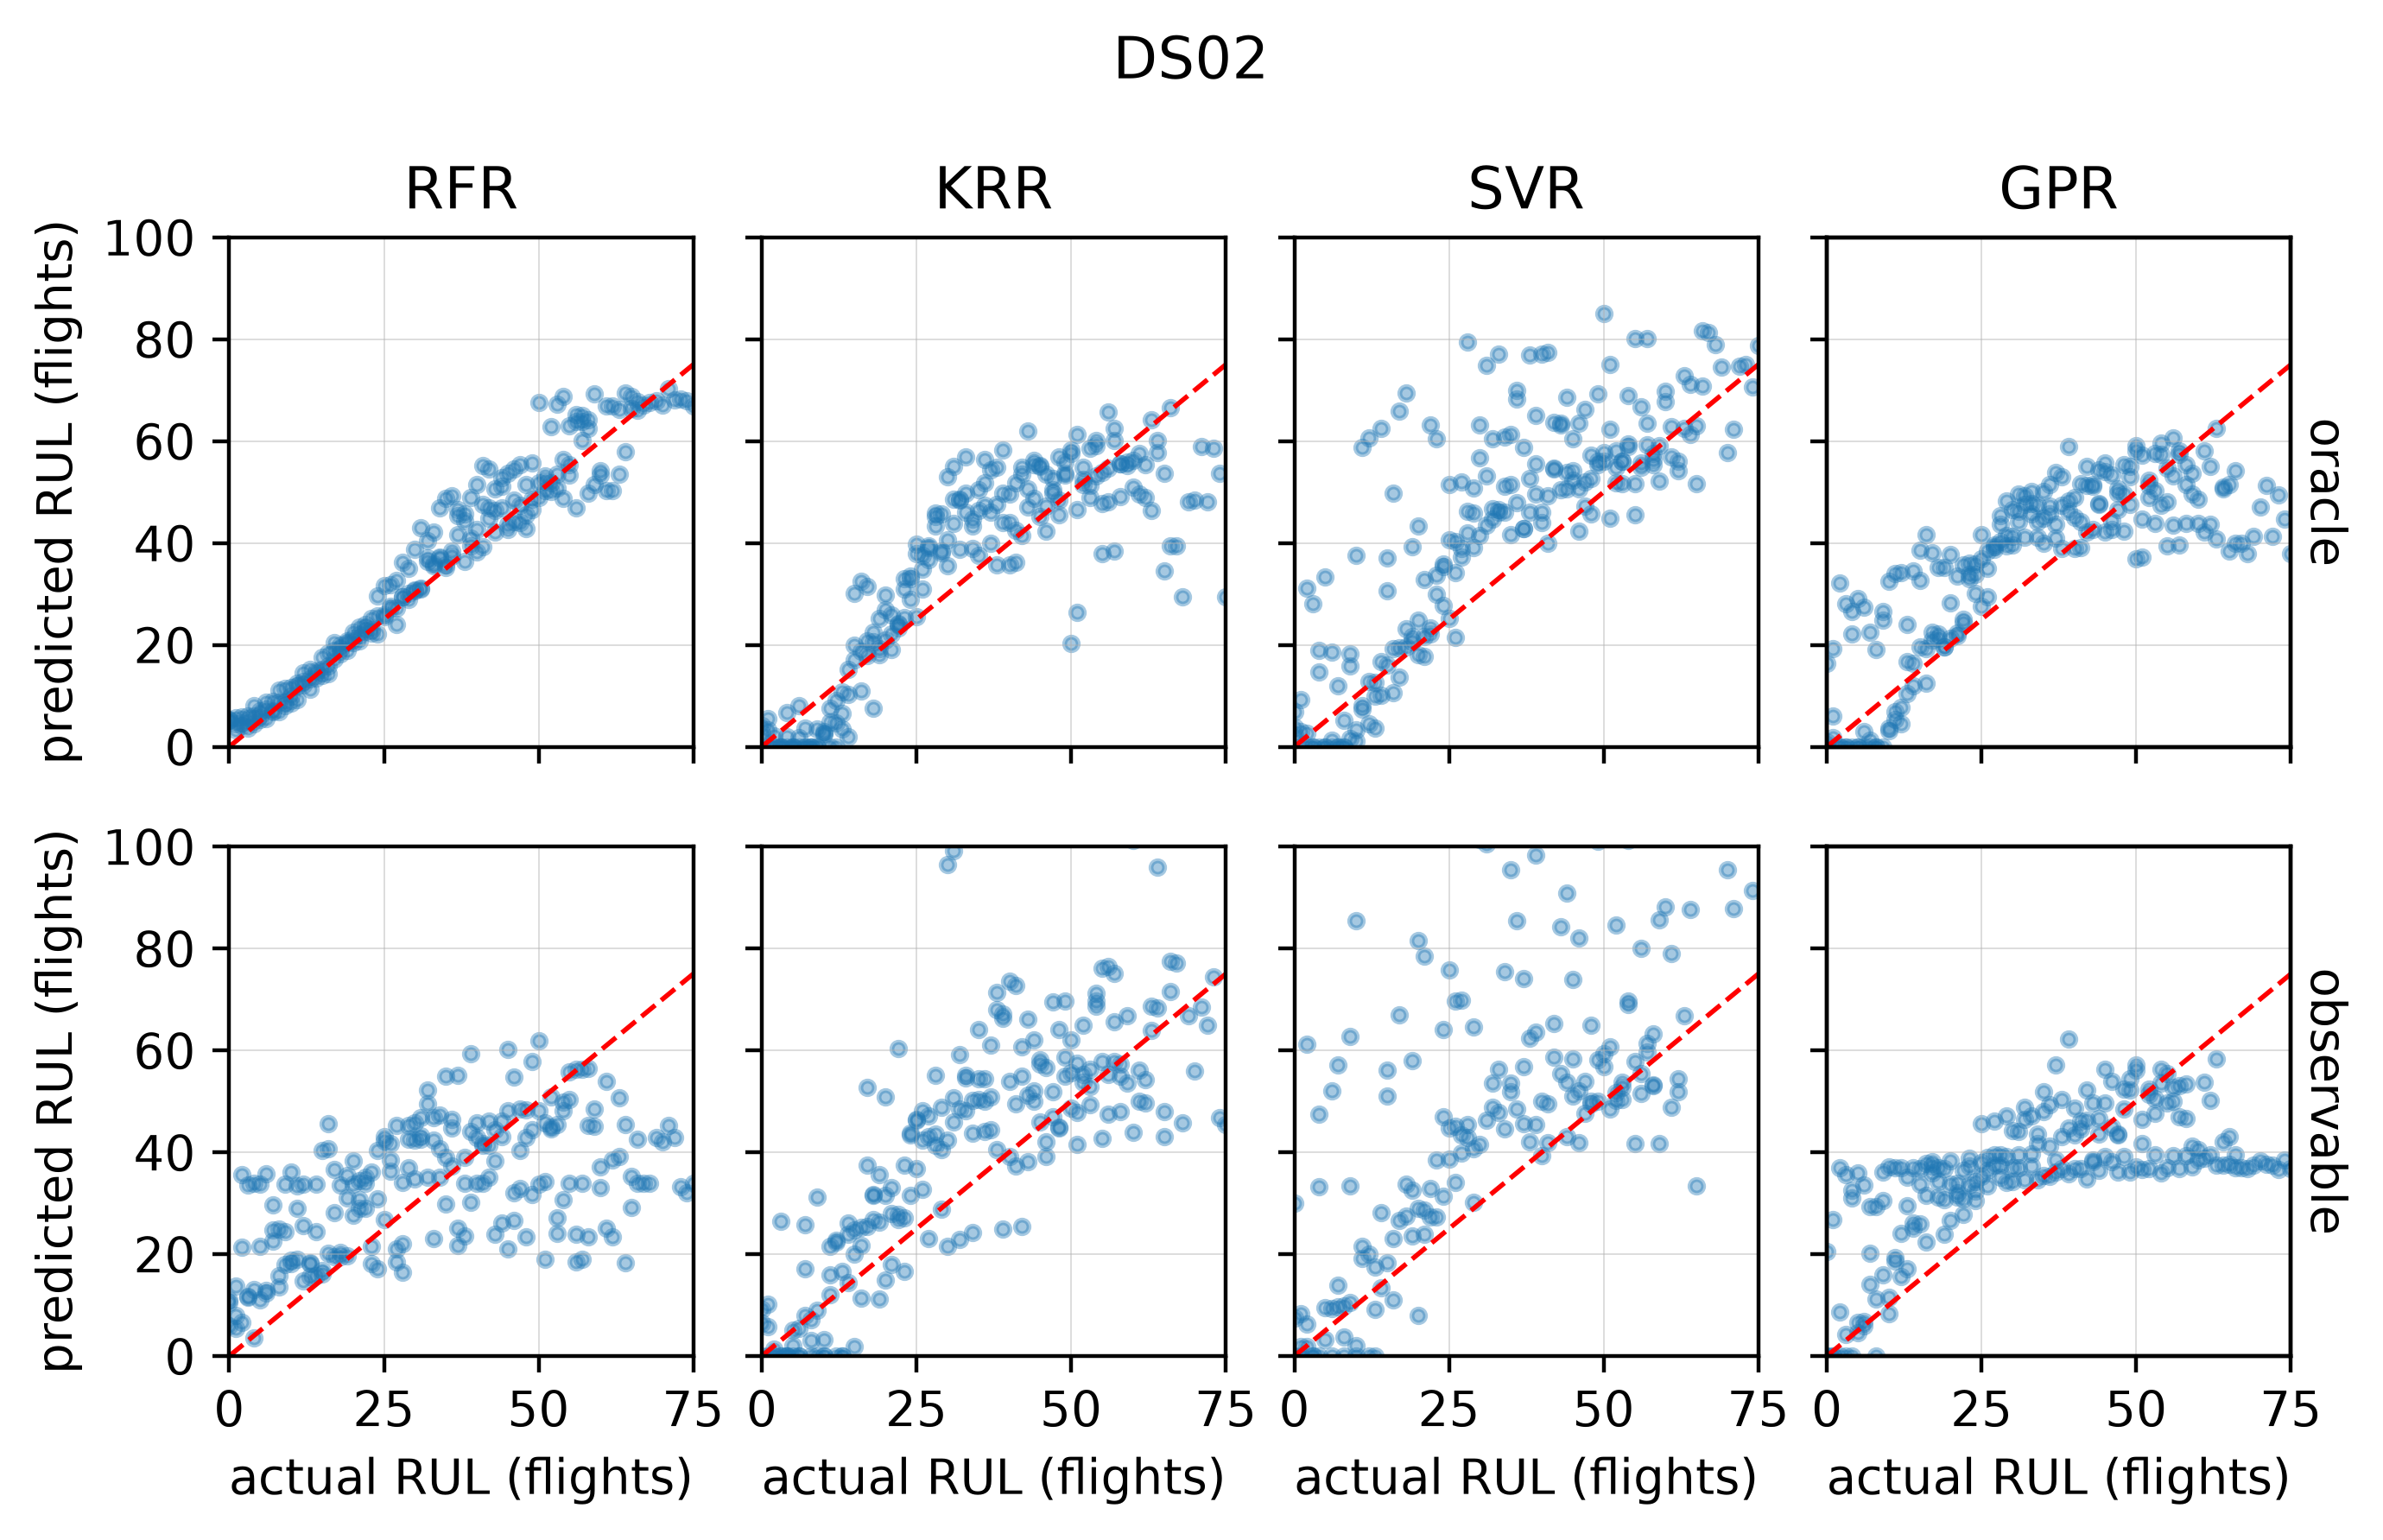 DS02
RFR KRR SVR GPR
predicted RUL (flights)
100
80
60
40
20
0
oracle
predicted RUL (flights)
100
80
60
40
20
0
observable
0 25 50 75 0 25 50 75 0 25 50 75 0 25 50 75
actual RUL (flights) actual RUL (flights) actual RUL (flights) actual RUL (flights)